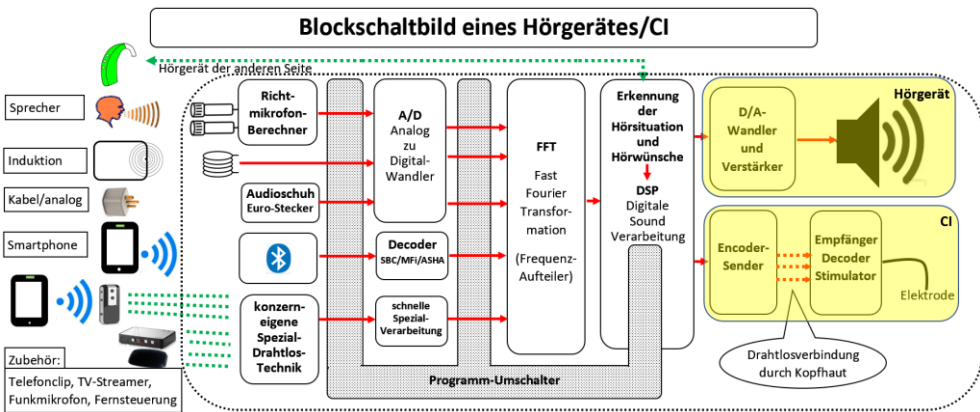 Blockschaltbild eines Hörgerätes/CI
Hörgerät der anderen Seite
Sprecher
Induktion
Kabel/analog
Smartphone
Zubehör:
Telefonclip, TV-Streamer,
Funkmikrofon, Fernsteuerung
Richt-
mikrofon-
Berechner
Audioschuh
Euro-Stecker
konzern-
eigene
Spezial-
Drahtlos-
Technik
A/D
Analog
zu
Digital-
Wandler
Decoder
SBC/MFi/ASHA
schnelle
Spezial-
Verarbeitung
FFT
Fast
Fourier
Transfor-
mation
(Frequenz-
Aufteiler)
Erkennung
der
Hörsituation
und
Hörwünsche
DSP
Digitale
Sound
Verarbeitung
Programm-Umschalter
Hörgerät
D/A-
Wandler
und
Verstärker
CI
Encoder-
Sender
Empfänger
Decoder
Stimulator
Elektrode
Drahtlosverbindung
durch Kopfhaut